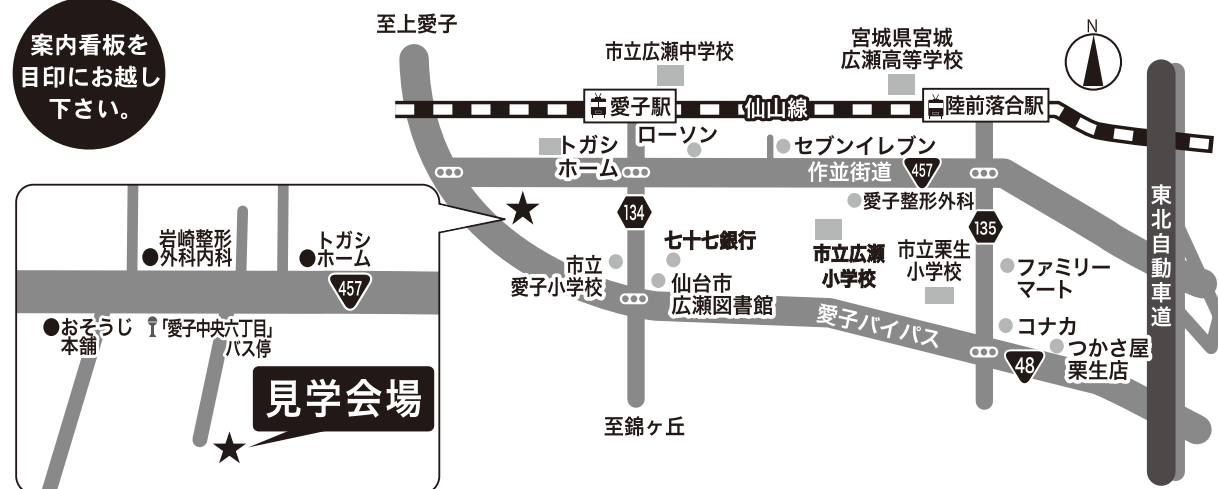 案内看板を
目印にお越し
下さい。
至上愛子
市立広瀬中学校
宮城県宮城
広瀬高等学校
N
愛子駅
仙山線
陸前落合駅
トガシ
ホーム
ローソン
セブンイレブン
作並街道
457
愛子整形外科
134
135
七十七銀行
市立広瀬
小学校
市立栗生
小学校
市立
愛子小学校
仙台市
広瀬図書館
ファミリー
マート
愛子バイパス
コナカ
つかさ屋
栗生店
48
東北自動車道
至錦ヶ丘
岩崎整形
外科内科
トガシ
ホーム
457
おそうじ
本舗
「愛子中央六丁目」
バス停
見学会場